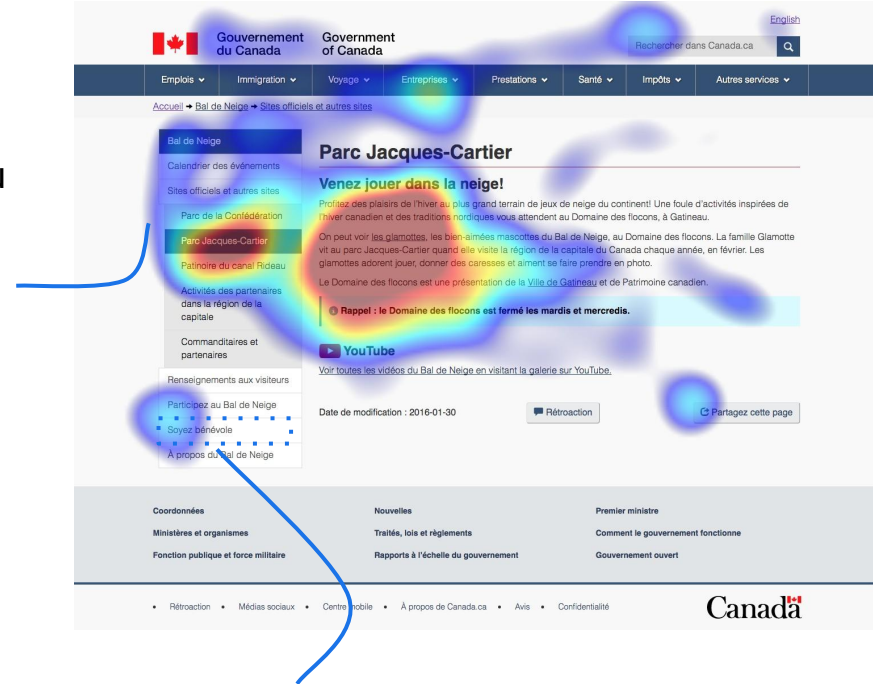 English
Gouvernement Government
du Canada of Canada
Rechercher dans Canada.ca
Emplois Immigration Voyage Entreprises Prestations Santé Impôts Autres services
Accueil → Bal de Neige → Sites officiels et autres sites
Bal de Neige
Calendrier des événements
Sites officiels et autres sites
Parc de la Confédération
Parc Jacques-Cartier
Patinoire du canal Rideau
Activités des partenaires
dans la région de la
capitale
Commanditaires et
partenaires
Renseignements aux visiteurs
Participez au Bal de Neige
Soyez bénévole
À propos du Bal de Neige
Parc Jacques-Cartier
Venez jouer dans la neige!
Profitez des plaisirs de l'hiver au plus grand terrain de jeux de neige du continent! Une foule d'activités inspirées de
l'hiver canadien et des traditions nordiques vous attendent au Domaine des flocons, à Gatineau.
On peut voir les glamottes, les bien-aimées mascottes du Bal de Neige, au Domaine des flocons. La famille Glamotte
vit au parc Jacques-Cartier quand elle visite la région de la capitale du Canada chaque année, en février. Les
glamottes adorent jouer, donner des caresses et aiment se faire prendre en photo.
Le Domaine des flocons est une présentation de la Ville de Gatineau et de Patrimoine canadien.
Rappel : le Domaine des flocons est fermé les mardis et mercredis.
YouTube
Voir toutes les vidéos du Bal de Neige en visitant la galerie sur YouTube.
Date de modification : 2016-01-30
Rétroaction
Partagez cette page
Coordonnées Nouvelles Premier ministre
Ministères et organismes Traités, lois et règlements Comment le gouvernement fonctionne
Fonction publique et force militaire Rapports à l'échelle du gouvernement Gouvernement ouvert
• Rétroaction • Médias sociaux • Centre mobile • À propos de Canada.ca • Avis • Confidentialité
Canada